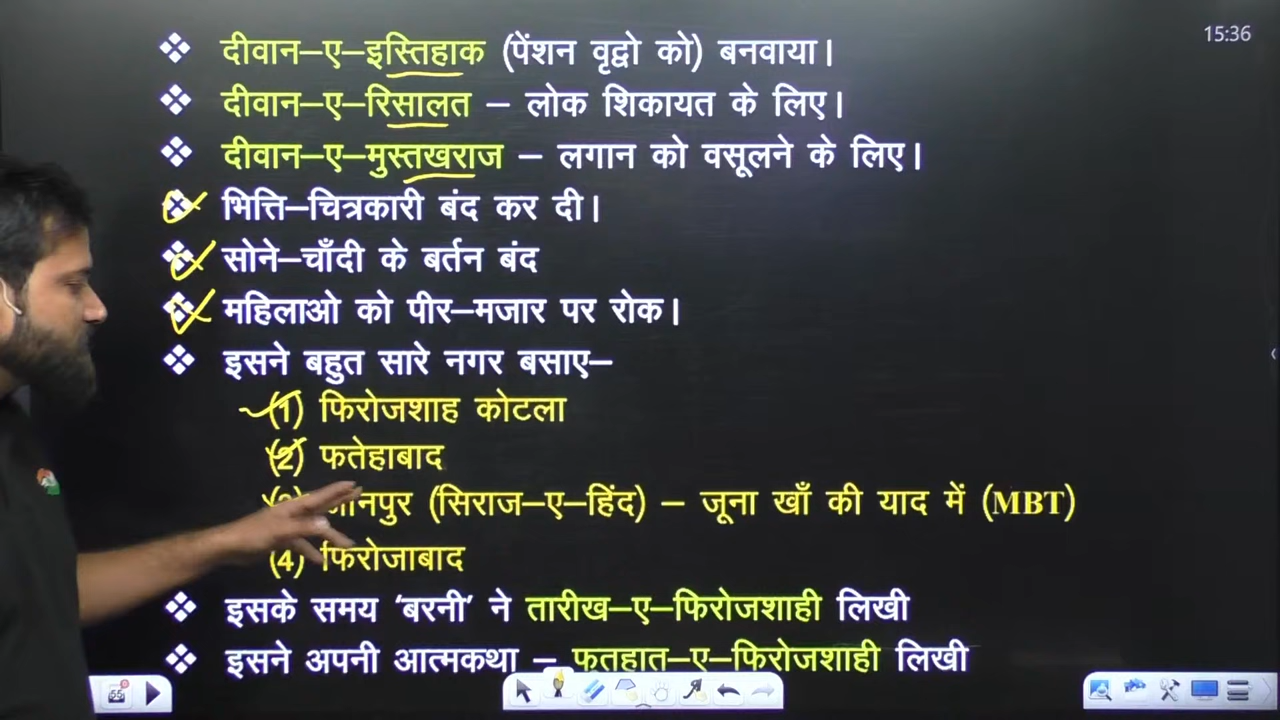 15:36
❖ दीवान–ए–इस्तिहाक (पेंशन वृद्वो को) बनवाया।
❖ दीवान–ए–रिसालत – लोक शिकायत के लिए।
❖ दीवान–ए–मुस्तखराज – लगान को वसूलने के लिए।
❖ भित्ति–चित्रकारी बंद कर दी।
❖ सोने–चाँदी के बर्तन बंद
❖ महिलाओ को पीर–मजार पर रोक।
❖ इसने बहुत सारे नगर बसाए–
(1) फिरोजशाह कोटला
(2) फतेहाबाद
(सिराज–ए–हिंद) – जूना खाँ की याद में (MBT)
(4) फिरोजाबाद
❖ इसके समय ‘बरनी’ ने तारीख–ए–फिरोजशाही लिखी
❖ इसने अपनी आत्मकथा – फतहात–ए–फिरोजशाही लिखी